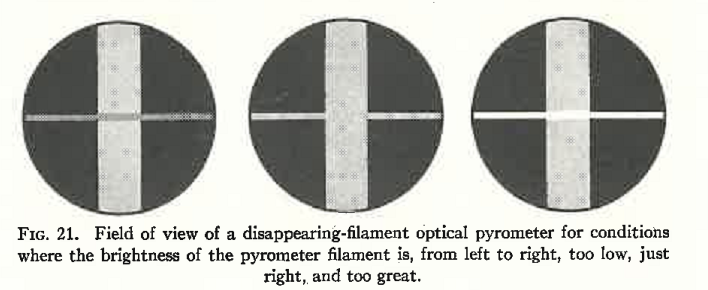 FIG. 21. Field of view of a disappearing-filament optical pyrometer for conditions
where the brightness of the pyrometer filament is, from left to right, too low, just
right, and too great.